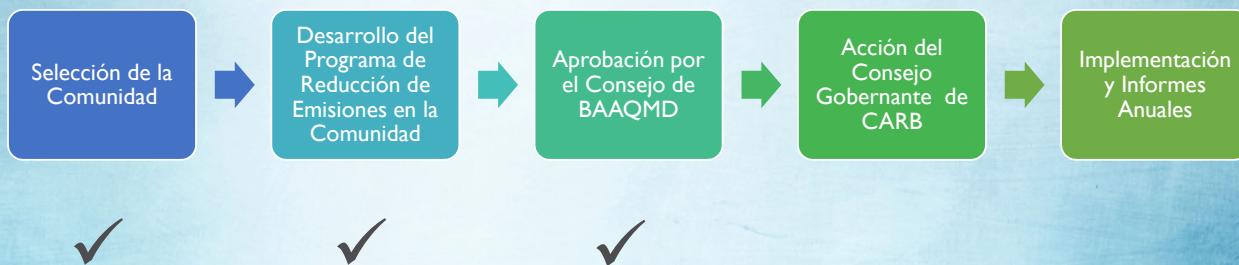 Selección de la
Comunidad
Desarrollo del
Programa de
Reducción de
Emisiones en la
Comunidad
Aprobación por
el Consejo de
BAAQMD
Acción del
Consejo
Gobernante de
CARB
Implementación
y Informes
Anuales